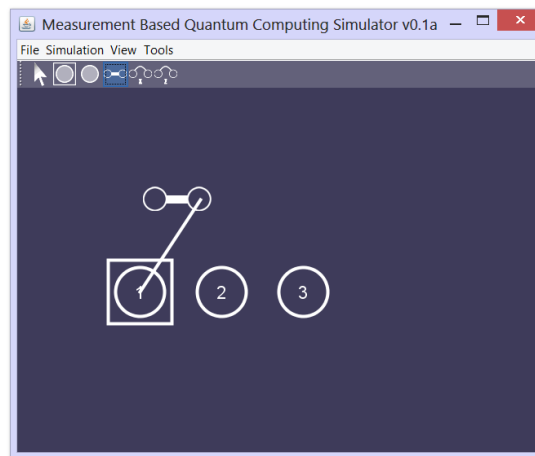 Measurement Based Quantum Computing Simulator v0.1a
File Simulation View Tools
1 2 3